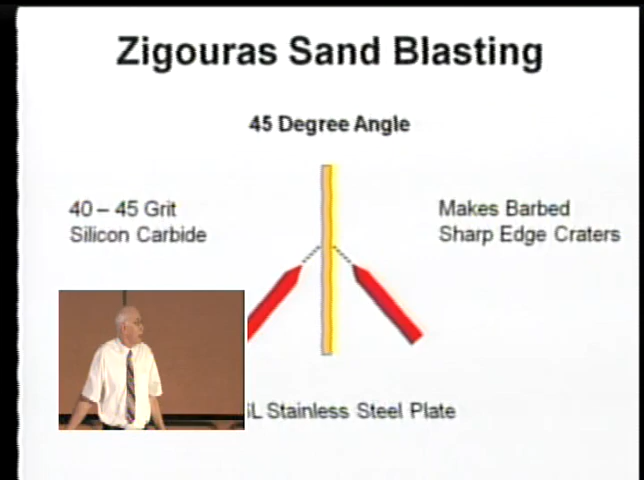 Zigouras Sand Blasting
45 Degree Angle
40 – 45 Grit
Silicon Carbide
Makes Barbed
Sharp Edge Craters
L Stainless Steel Plate